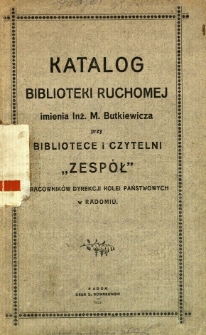 KATALOG
BIBLIOTEKI RUCHOMEJ
imienia Inż. M. Butkiewicza
przy
BIBLIOTECE I CZYTELNI
„ZESPÓŁ”
PRACOWNIKÓW DYREKCJI KOLEI PAŃSTWOWYCH
w RADOMIU.
RADOM